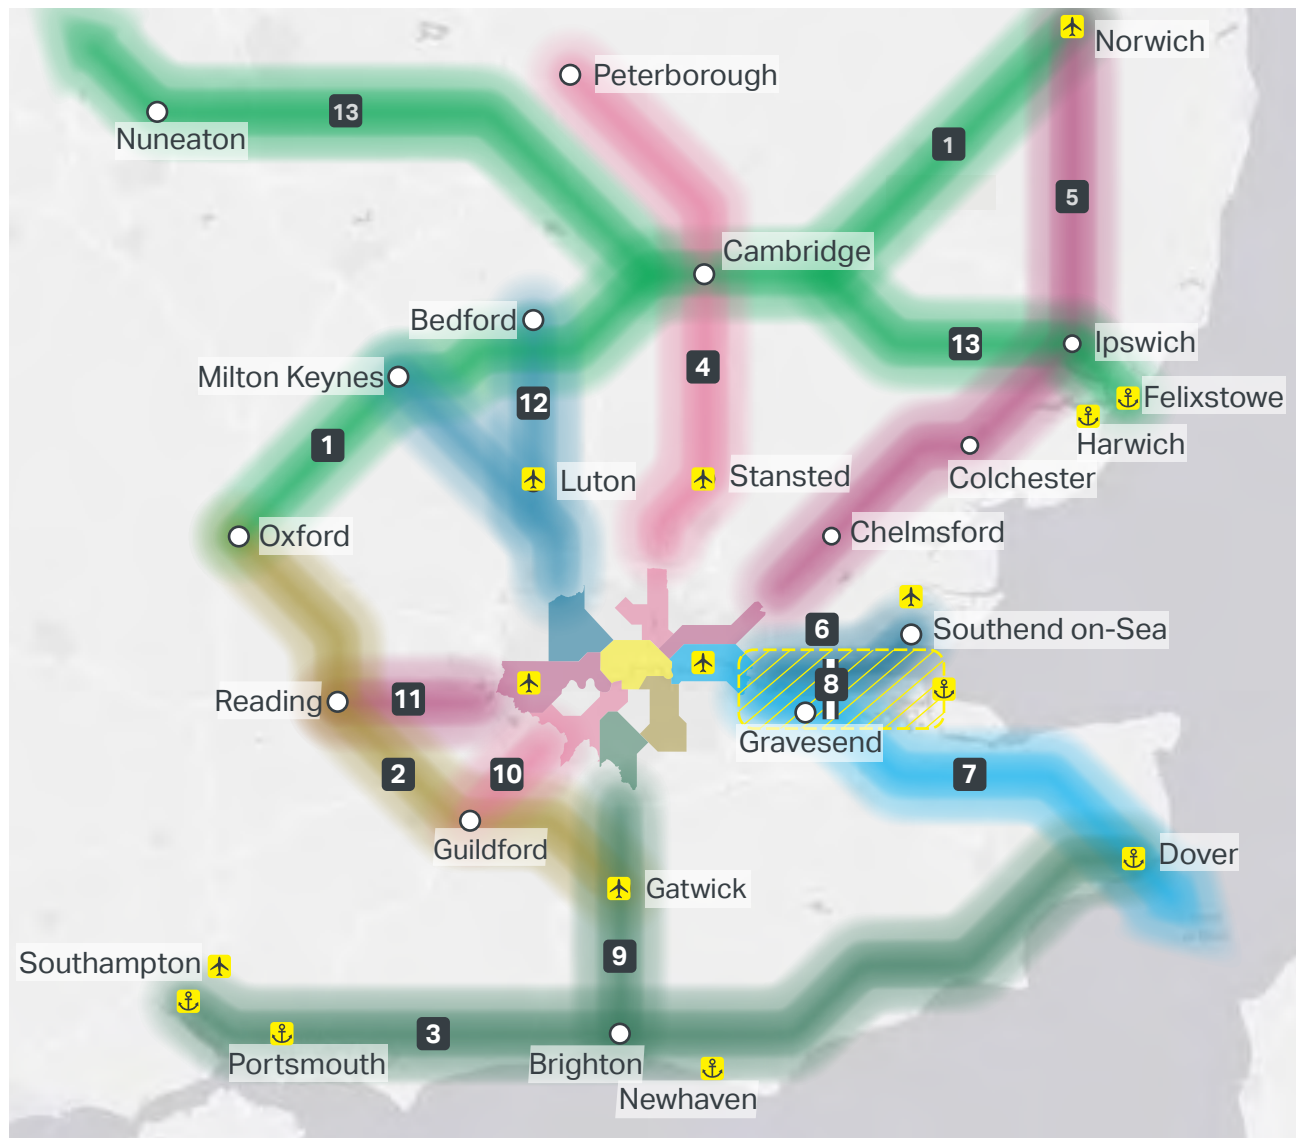 Norwich
Peterborough
13
Nuneaton
1
5
Cambridge
Bedford
13
Ipswich
4
Milton Keynes
12
Felixstowe
1
Harwich
Luton
Stansted
Colchester
Oxford
Chelmsford
6
Southend on-Sea
8
Reading
11
Gravesend
2
10
7
Guildford
Dover
Gatwick
9
Southampton
3
Portsmouth
Brighton
Newhaven